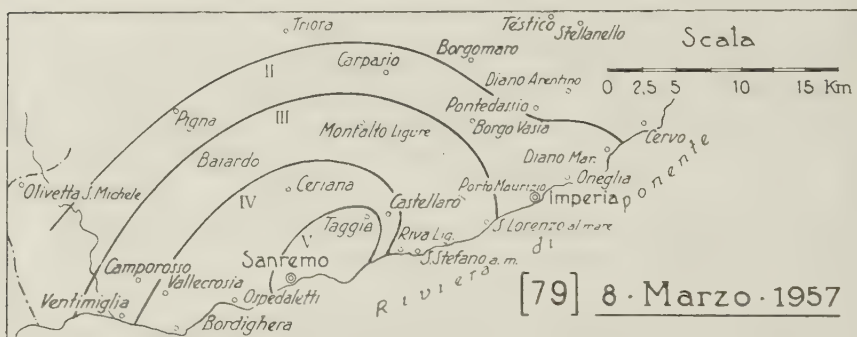 Triora
Téstico
Stellanello
Scala
Borgomaro
II
Carpasio
Diano Arentino
0 2,5 5 10 15 Km
Pigna
III
Pontedassio
Borgo Vasia
Montalto Ligure
Cervo
Baiardo
Diano Mar.
Olivetta S. Michele
IV
Ceriana
Castellaro
Porto Maurizio
Oneglia
Imperia
Taggia
V
Riva Lig.
S. Lorenzo al mare
S. Stefano a. m.
Sanremo
Camporosso
Vallecrosia
Ospedaletti
Ventimiglia
Bordighera
Riviera di ponente
[79] 8 · Marzo · 1957